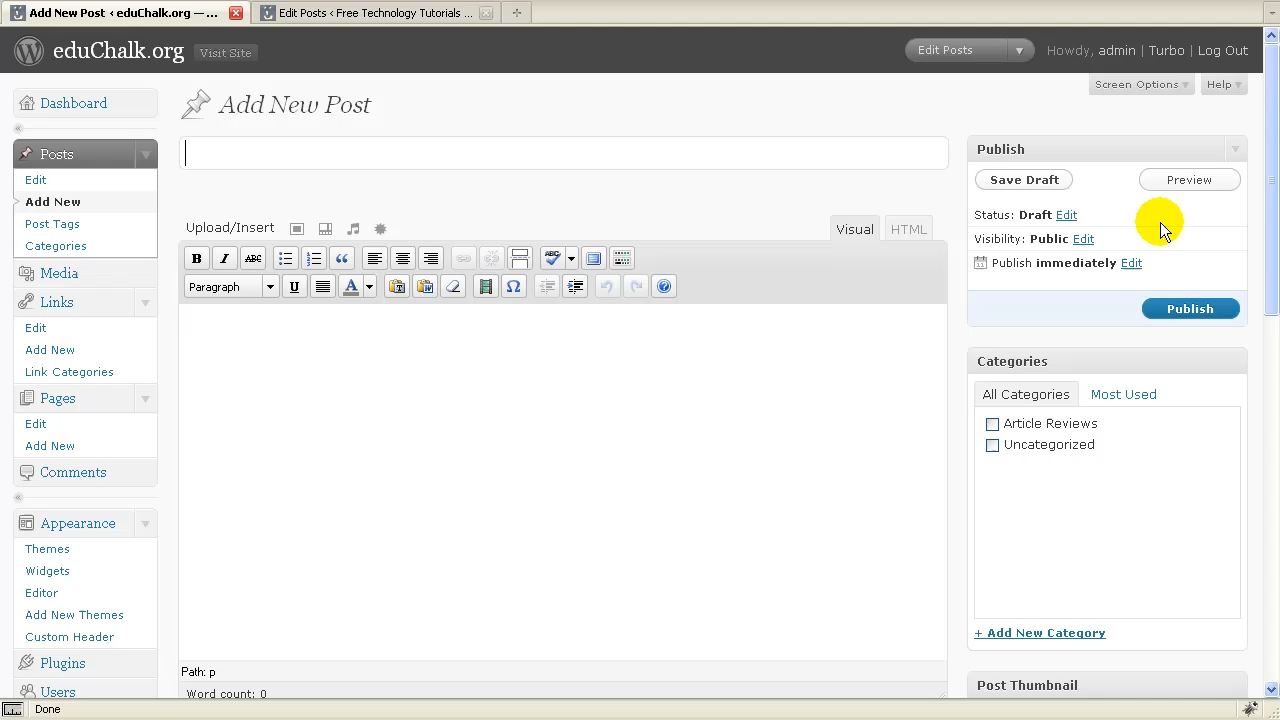 Add New Post ‹ eduChalk.org — ...
Edit Posts ‹ Free Technology Tutorials ...
eduChalk.org
Visit Site
Edit Posts
Howdy, admin | Turbo | Log Out
Screen Options
Help
Dashboard
Add New Post
Posts
Edit
Add New
Post Tags
Categories
Media
Links
Edit
Add New
Link Categories
Pages
Edit
Add New
Comments
Appearance
Themes
Widgets
Editor
Add New Themes
Custom Header
Plugins
Users
Upload/Insert
Visual
HTML
B I ABC
ABC
Paragraph
U
A
Path: p
Word count: 0
Publish
Save Draft
Preview
Status: Draft Edit
Visibility: Public Edit
Publish immediately Edit
Publish
Categories
All Categories
Most Used
Article Reviews
Uncategorized
+ Add New Category
Post Thumbnail
Done